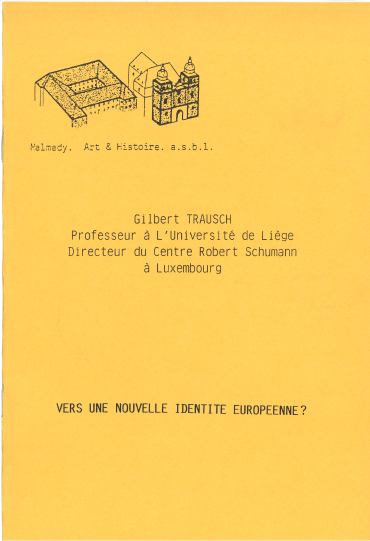 Malmedy. Art & Histoire. a.s.b.l.
Gilbert TRAUSCH
Professeur à L'Université de Liége
Directeur du Centre Robert Schumann
à Luxembourg
VERS UNE NOUVELLE IDENTITE EUROPEENNE?